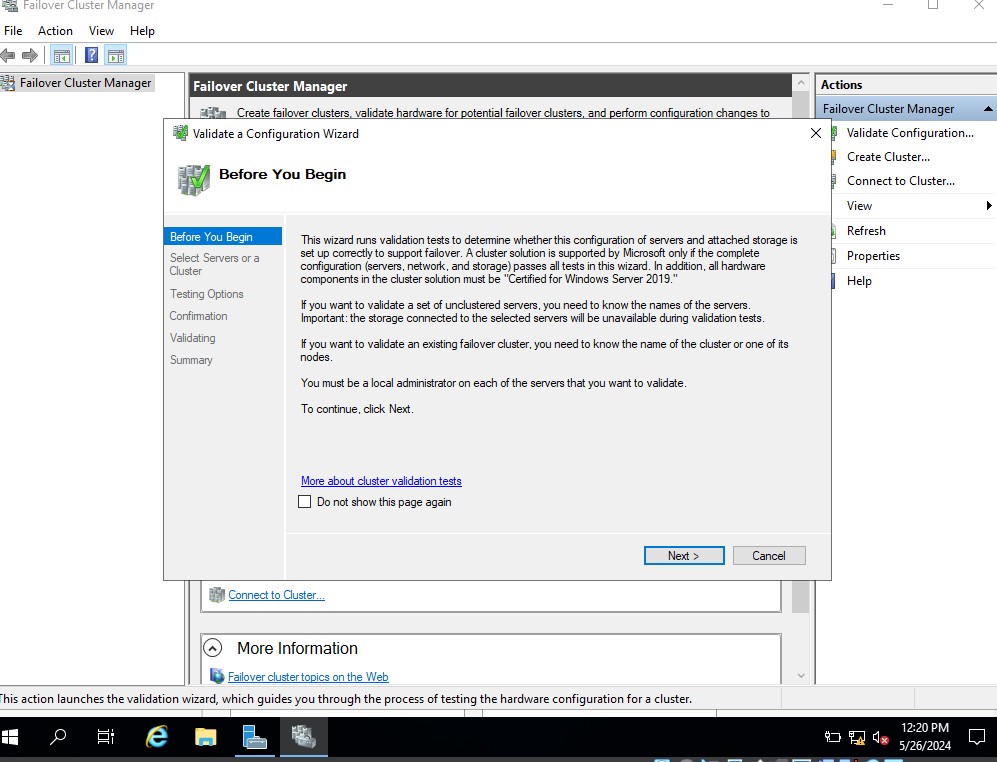 Failover Cluster Manager
File Action View Help
Failover Cluster Manager
Failover Cluster Manager
Create failover clusters, validate hardware for potential failover clusters, and perform configuration changes to
Validate a Configuration Wizard
Before You Begin
Before You Begin
Select Servers or a
Cluster
Testing Options
Confirmation
Validating
Summary
This wizard runs validation tests to determine whether this configuration of servers and attached storage is
set up correctly to support failover. A cluster solution is supported by Microsoft only if the complete
configuration (servers, network, and storage) passes all tests in this wizard. In addition, all hardware
components in the cluster solution must be "Certified for Windows Server 2019."
If you want to validate a set of unclustered servers, you need to know the names of the servers.
Important: the storage connected to the selected servers will be unavailable during validation tests.
If you want to validate an existing failover cluster, you need to know the name of the cluster or one of its
nodes.
You must be a local administrator on each of the servers that you want to validate.
To continue, click Next.
More about cluster validation tests
Do not show this page again
Next >
Cancel
Connect to Cluster...
More Information
Failover cluster topics on the Web
Actions
Failover Cluster Manager
Validate Configuration...
Create Cluster...
Connect to Cluster...
View
Refresh
Properties
Help
This action launches the validation wizard, which guides you through the process of testing the hardware configuration for a cluster.
12:20 PM
5/26/2024